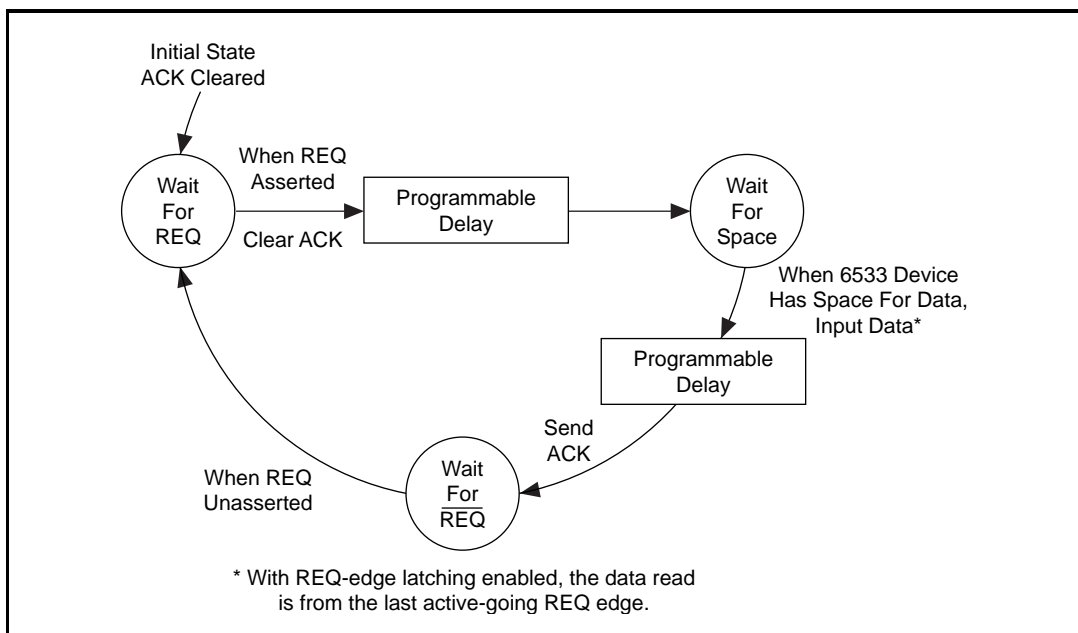 Initial State
ACK Cleared
Wait
For
REQ
When REQ
Asserted
Clear ACK
Programmable
Delay
Wait
For
Space
When 6533 Device
Has Space For Data,
Input Data*
Programmable
Delay
Send
ACK
Wait
For
R̅E̅Q̅
When REQ
Unasserted
* With REQ-edge latching enabled, the data read
is from the last active-going REQ edge.